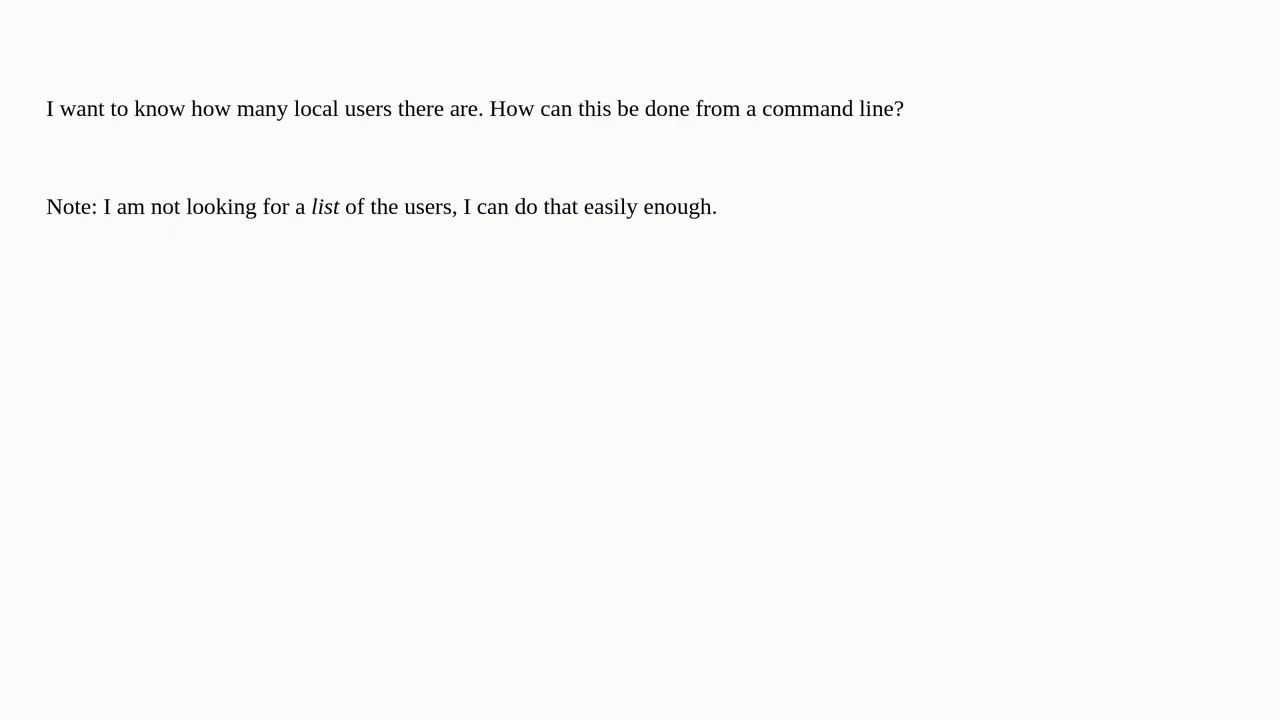 I want to know how many local users there are. How can this be done from a command line?
Note: I am not looking for a list of the users, I can do that easily enough.